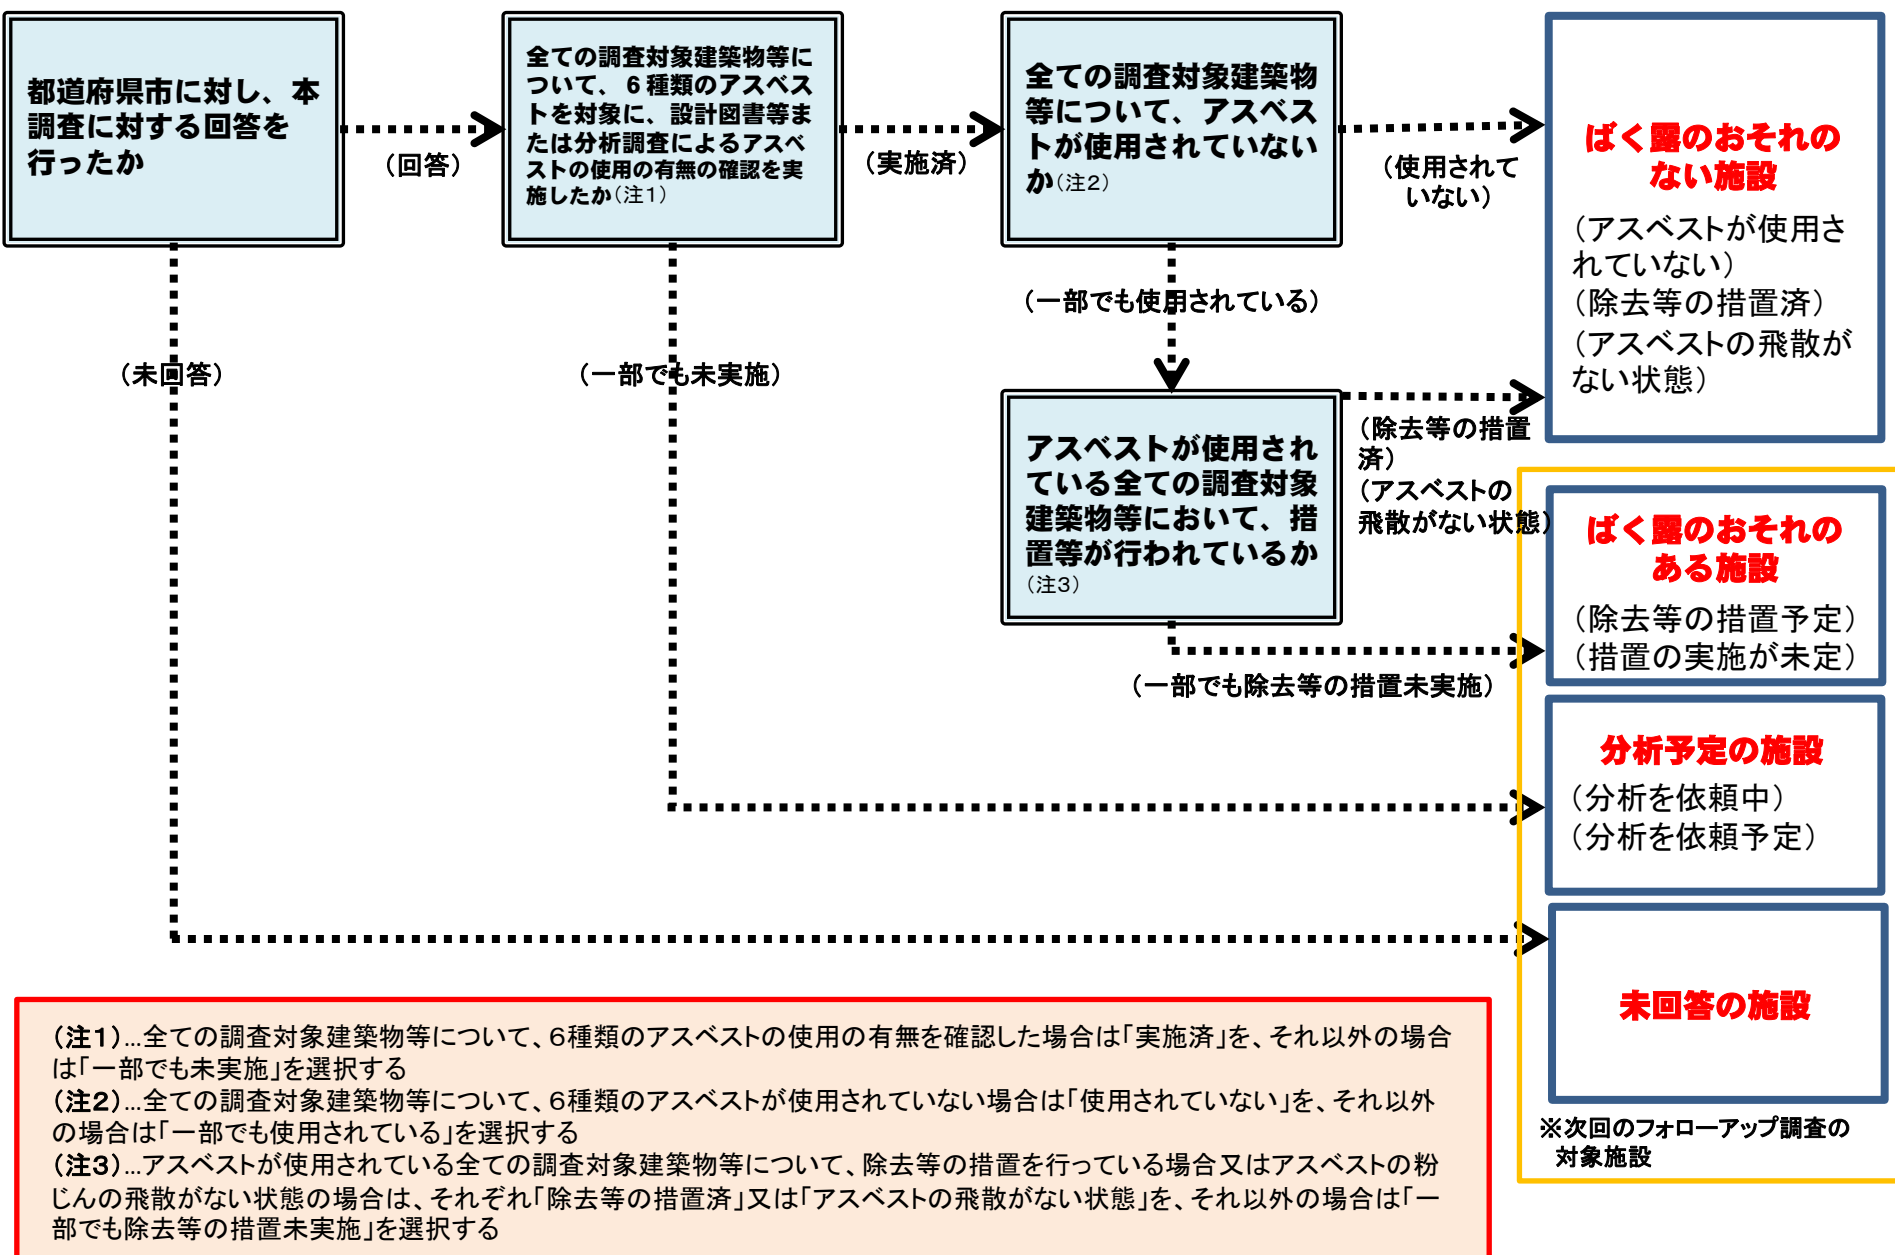 都道府県市に対し、本
調査に対する回答を
行ったか
(回答)
(未回答)
全ての調査対象建築物等に
ついて、６種類のアスベス
トを対象に、設計図書等ま
たは分析調査によるアスベ
ストの使用の有無の確認を実
施したか(注1)
(実施済)
(一部でも未実施)
全ての調査対象建築物
等について、アスベス
トが使用されていない
か(注2)
(使用されて
いない)
(一部でも使用されている)
アスベストが使用され
ている全ての調査対象
建築物等において、措
置等が行われているか
(注3)
(除去等の措置
済)
(アスベストの
飛散がない状態)
(一部でも除去等の措置未実施)
ばく露のおそれの
ない施設
(アスベストが使用さ
れていない)
(除去等の措置済)
(アスベストの飛散が
ない状態)
ばく露のおそれの
ある施設
(除去等の措置予定)
(措置の実施が未定)
分析予定の施設
(分析を依頼中)
(分析を依頼予定)
未回答の施設
※次回のフォローアップ調査の
対象施設
(注1)…全ての調査対象建築物等について、6種類のアスベストの使用の有無を確認した場合は「実施済」を、それ以外の場合
は「一部でも未実施」を選択する
(注2)…全ての調査対象建築物等について、6種類のアスベストが使用されていない場合は「使用されていない」を、それ以外
の場合は「一部でも使用されている」を選択する
(注3)…アスベストが使用されている全ての調査対象建築物等について、除去等の措置を行っている場合又はアスベストの粉
じんの飛散がない状態の場合は、それぞれ「除去等の措置済」又は「アスベストの飛散がない状態」を、それ以外の場合は「一
部でも除去等の措置未実施」を選択する